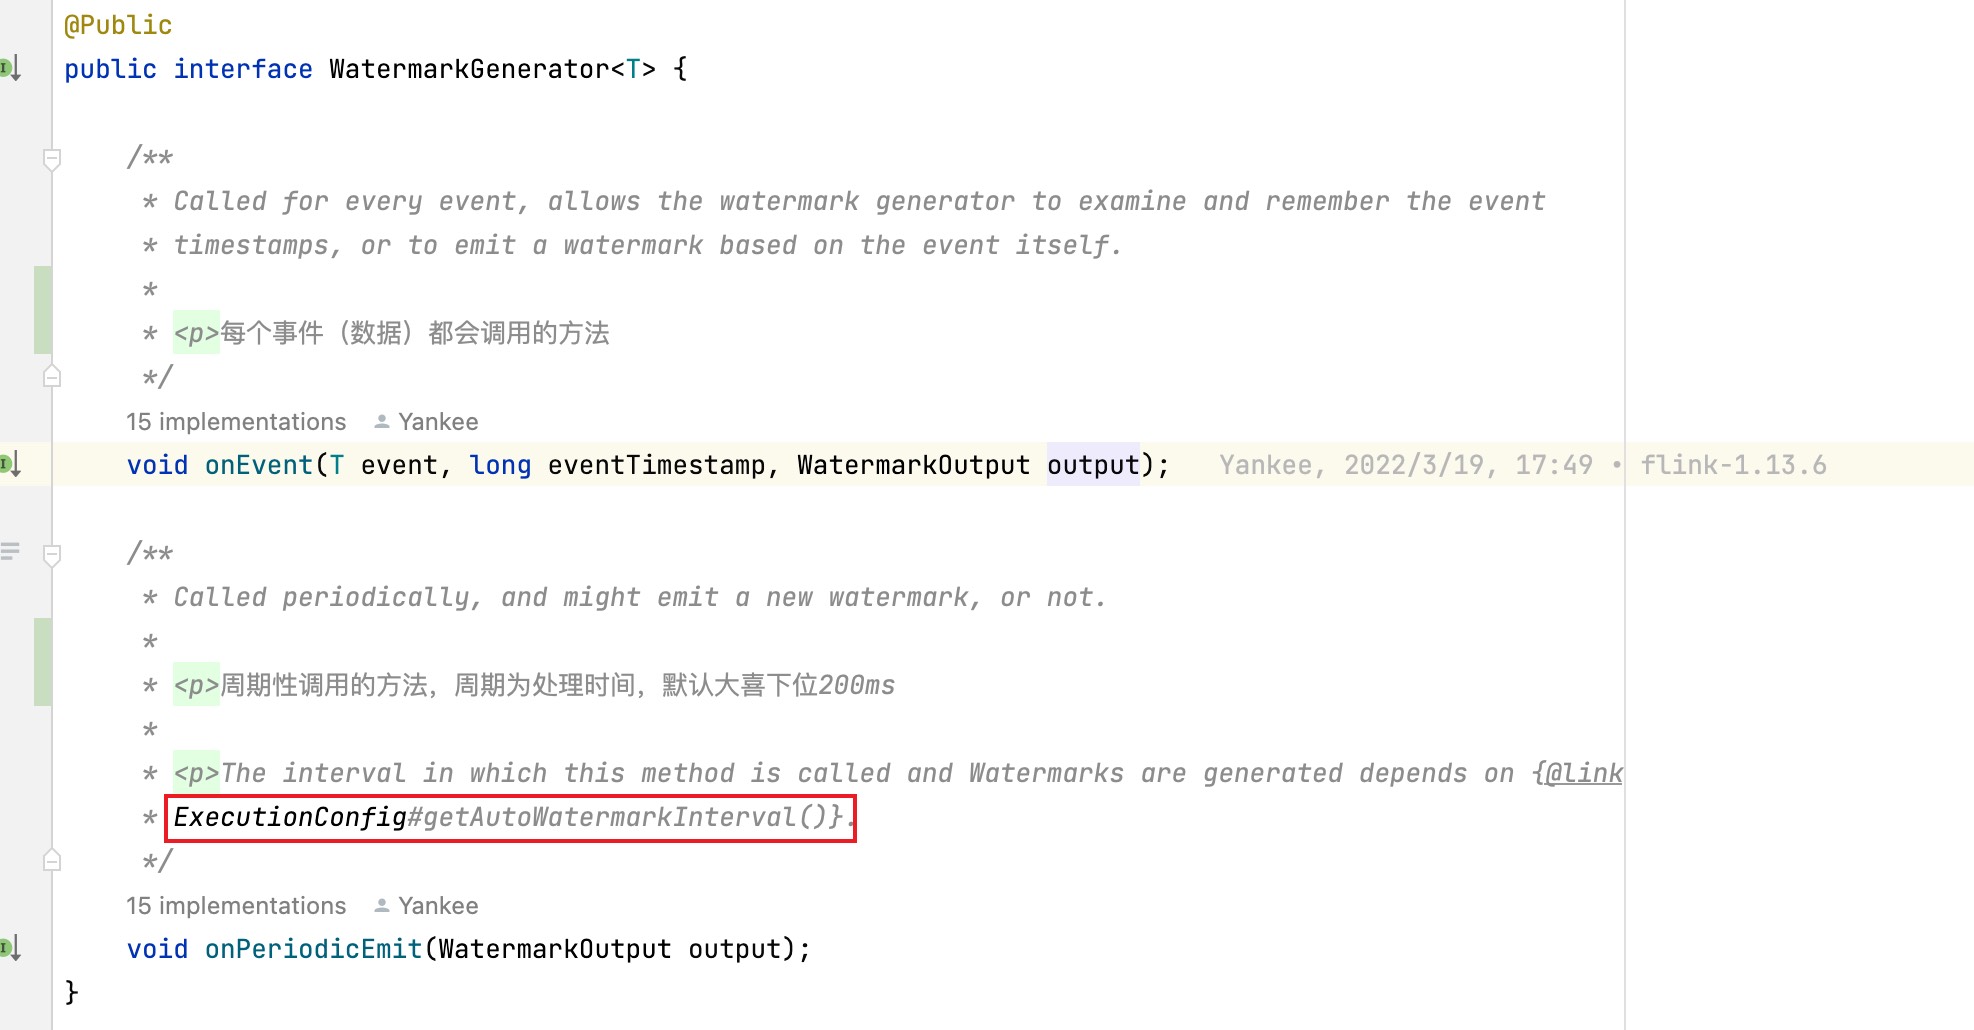 @Public
public interface WatermarkGenerator<T> {
/**
* Called for every event, allows the watermark generator to examine and remember the event
* timestamps, or to emit a watermark based on the event itself.
*
* <p>每个事件（数据）都会调用的方法
*/
15 implementations Yankee
void onEvent(T event, long eventTimestamp, WatermarkOutput output); Yankee, 2022/3/19, 17:49 • flink-1.13.6
/**
* Called periodically, and might emit a new watermark, or not.
*
* <p>周期性调用的方法，周期为处理时间，默认大喜下位200ms
*
* <p>The interval in which this method is called and Watermarks are generated depends on {@link
* ExecutionConfig#getAutoWatermarkInterval()}.
*/
15 implementations Yankee
void onPeriodicEmit(WatermarkOutput output);
}